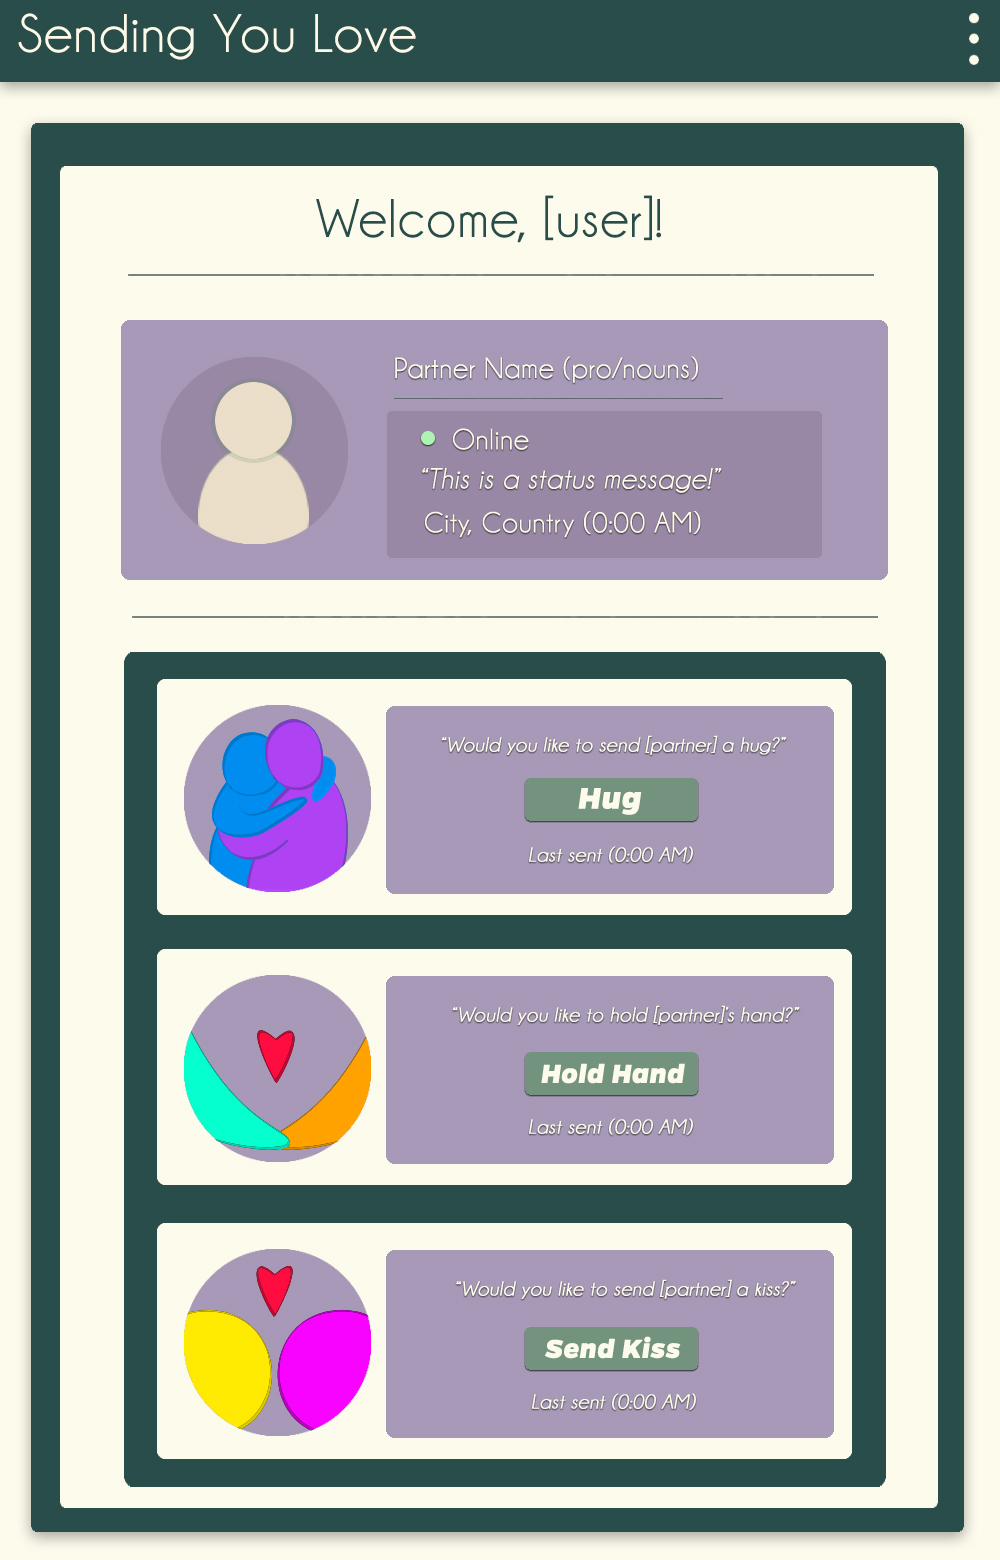 Sending You Love
Welcome, [user]!
Partner Name (pro/nouns)
Online
“This is a status message!”
City, Country (0:00 AM)
“Would you like to send [partner] a hug?”
Hug
Last sent (0:00 AM)
“Would you like to hold [partner]'s hand?”
Hold Hand
Last sent (0:00 AM)
“Would you like to send [partner] a kiss?”
Send Kiss
Last sent (0:00 AM)